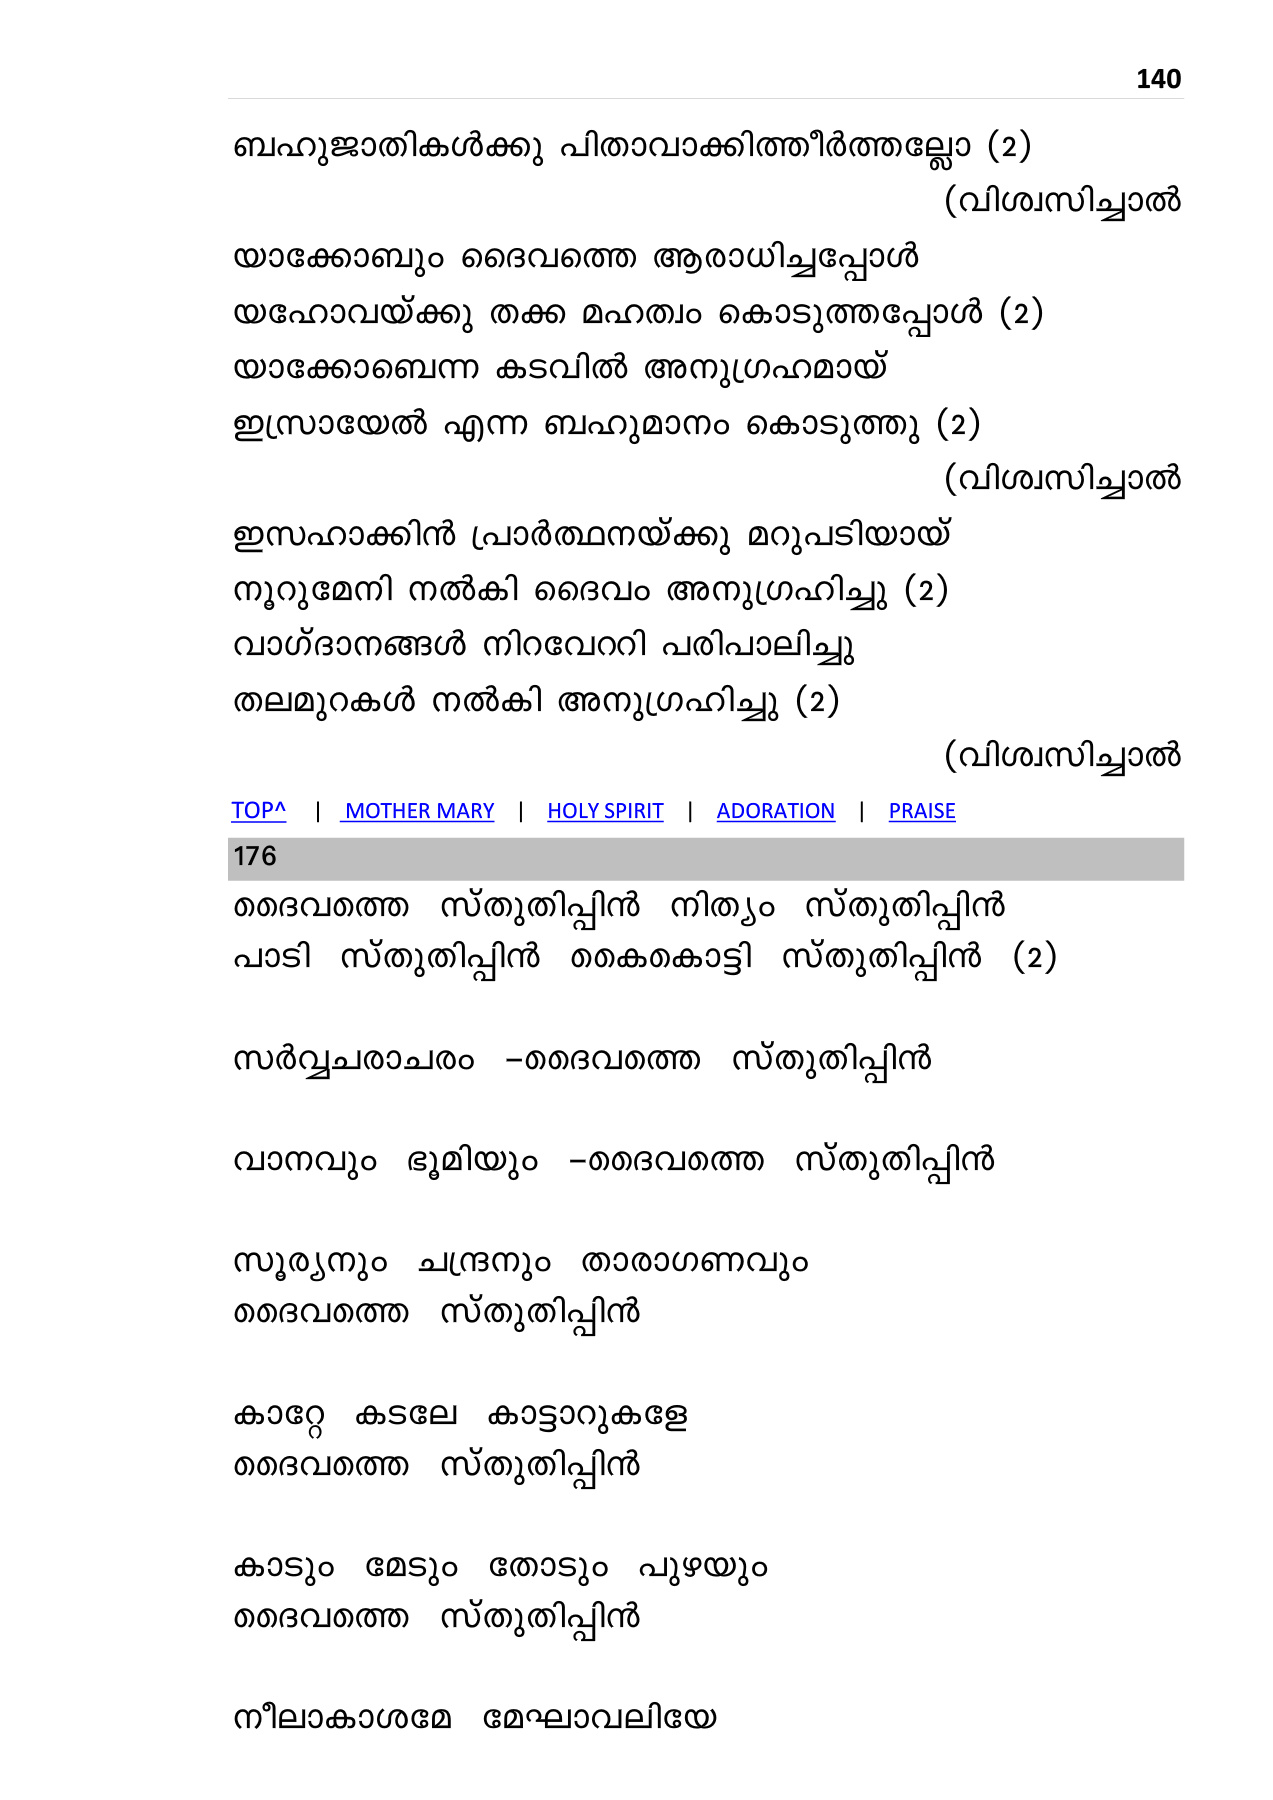 140
ബഹുജാതികൾക്കു പിതാവാക്കിത്തീർത്തല്ലോ (2)
(വിശ്വസിച്ചാൽ
യാക്കോബും ദൈവത്തെ ആരാധിച്ചപ്പോൾ
യഹോവയ്ക്കു തക്ക മഹത്വം കൊടുത്തപ്പോൾ (2)
യാക്കോബെന്ന കടവിൽ അനുഗ്രഹമായ്
ഇസ്രായേൽ എന്ന ബഹുമാനം കൊടുത്തു (2)
(വിശ്വസിച്ചാൽ
ഇസഹാക്കിൻ പ്രാർത്ഥനയ്ക്കു മറുപടിയായ്
നൂറുമേനി നൽകി ദൈവം അനുഗ്രഹിച്ചു (2)
വാഗ്ദാനങ്ങൾ നിറവേററി പരിപാലിച്ചു
തലമുറകൾ നൽകി അനുഗ്രഹിച്ചു (2)
(വിശ്വസിച്ചാൽ
TOP^ | MOTHER MARY | HOLY SPIRIT | ADORATION | PRAISE
176
ദൈവത്തെ സ്തുതിപ്പിൻ നിത്യം സ്തുതിപ്പിൻ
പാടി സ്തുതിപ്പിൻ കൈകൊട്ടി സ്തുതിപ്പിൻ (2)
സർവ്വചരാചരം –ദൈവത്തെ സ്തുതിപ്പിൻ
വാനവും ഭൂമിയും –ദൈവത്തെ സ്തുതിപ്പിൻ
സൂര്യനും ചന്ദ്രനും താരാഗണവും
ദൈവത്തെ സ്തുതിപ്പിൻ
കാറ്റേ കടലേ കാട്ടാറുകളേ
ദൈവത്തെ സ്തുതിപ്പിൻ
കാടും മേടും തോടും പുഴയും
ദൈവത്തെ സ്തുതിപ്പിൻ
നീലാകാശമേ മേഘാവലിയേ